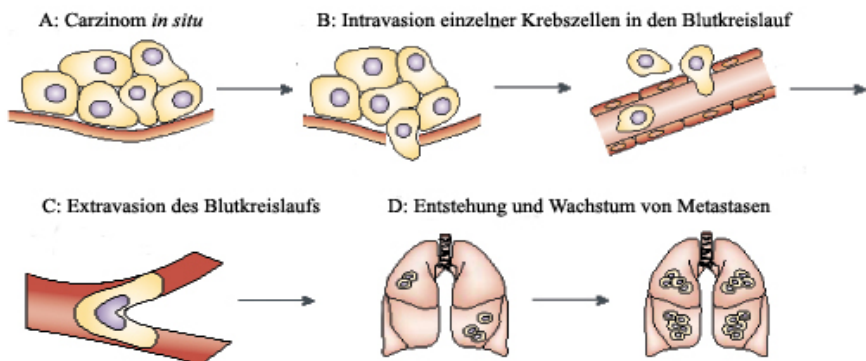 A: Carzinom in situ
B: Intravasion einzelner Krebszellen in den Blutkreislauf
C: Extravasion des Blutkreislaufs
D: Entstehung und Wachstum von Metastasen